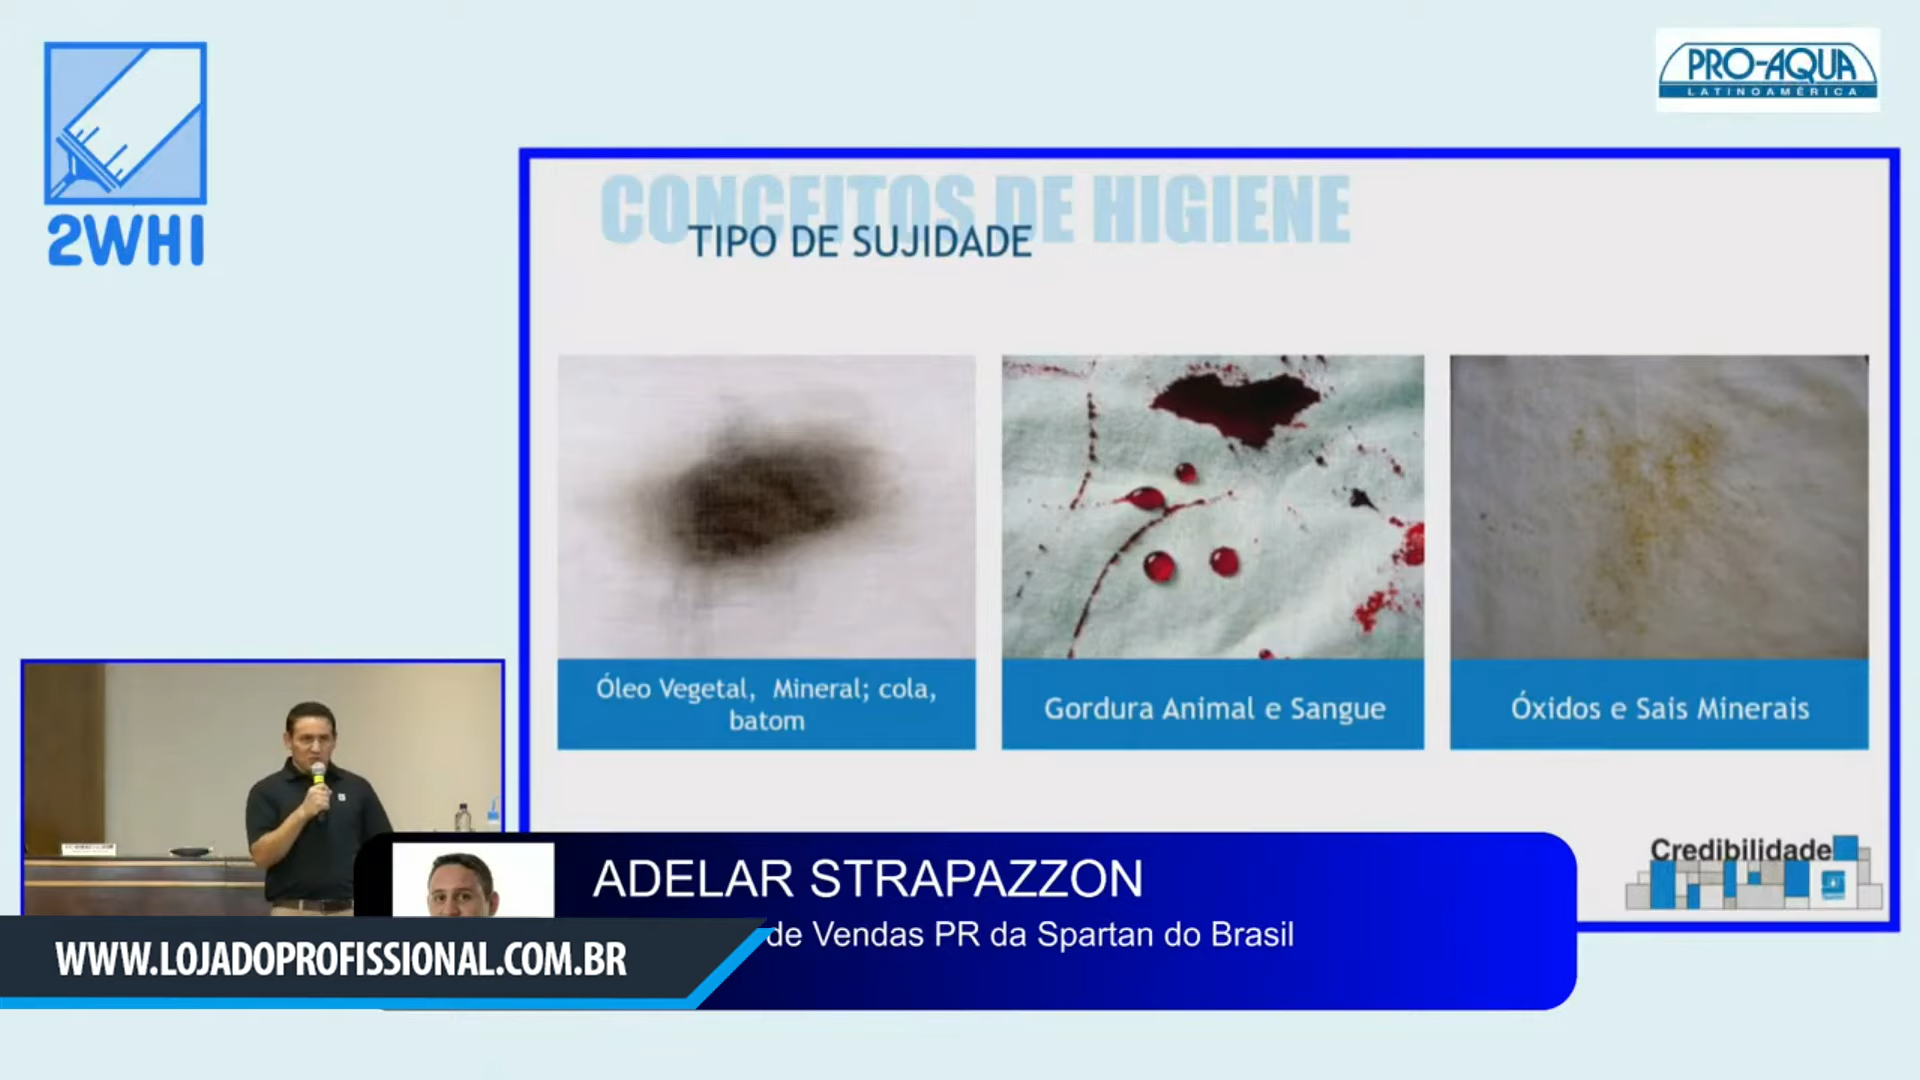 2WHI
PRO-AQUA
LATINOAMÉRICA
CONCEITOS DE HIGIENE
TIPO DE SUJIDADE
Óleo Vegetal, Mineral; cola,
batom
Gordura Animal e Sangue
Óxidos e Sais Minerais
Credibilidade
ADELAR STRAPAZZON
de Vendas PR da Spartan do Brasil
WWW.LOJADOPROFISSIONAL.COM.BR